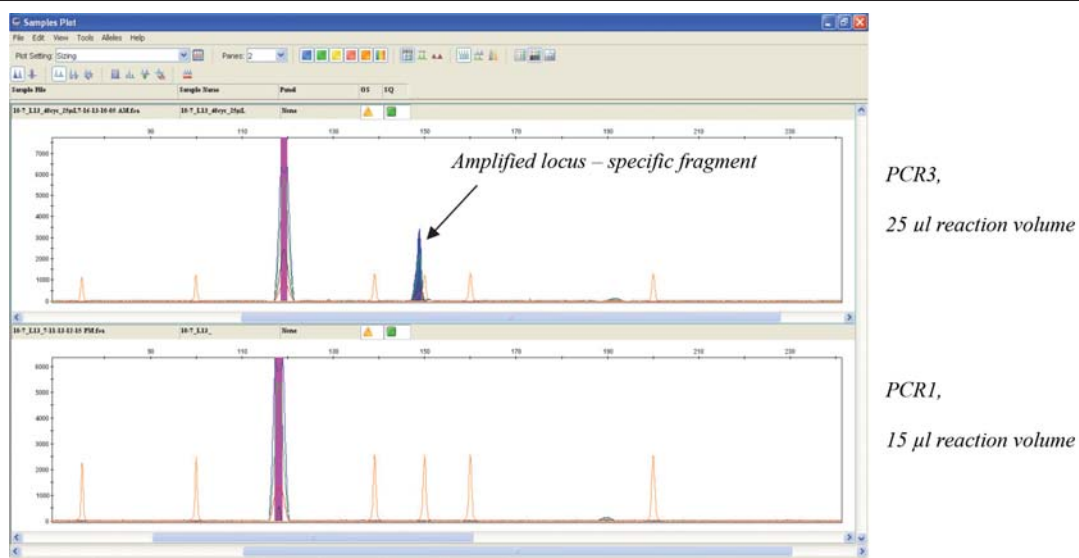 Samples Plot
File Edit View Tools Alleles Help
Plot Setting: Sizing Panes: 2
Sample File Sample Name Panel OS SQ
None
90 110 130 150 170 190 210 230
7000
6000
5000
4000
3000
2000
1000
0
Amplified locus – specific fragment
PCR3,
25 µl reaction volume
None
90 110 130 150 170 190 210 230
6000
5000
4000
3000
2000
1000
0
PCR1,
15 µl reaction volume